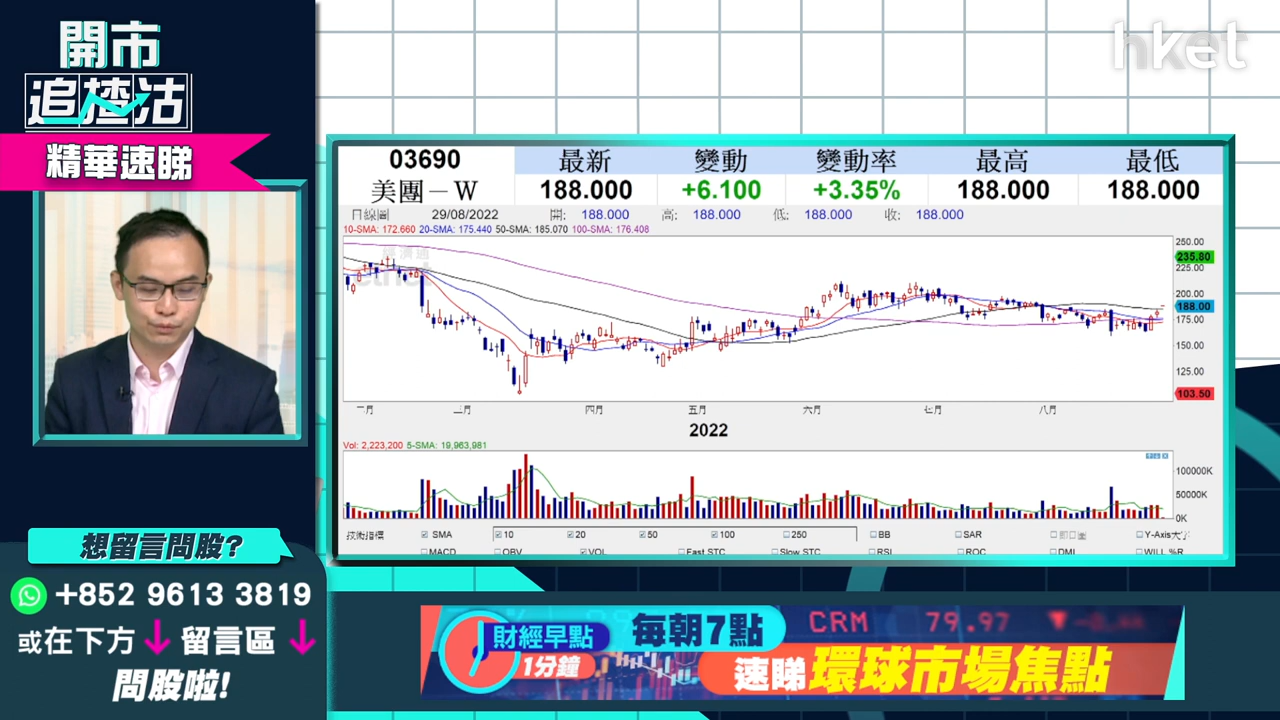 開市
追揸沽
精華速睇
hket
03690
美團－W
最新 變動 變動率 最高 最低
188.000 +6.100 +3.35% 188.000 188.000
日線圖 29/08/2022 開: 188.000 高: 188.000 低: 188.000 收: 188.000
10-SMA: 172.660 20-SMA: 175.440 50-SMA: 185.070 100-SMA: 176.408
250.00
235.80
225.00
200.00
188.00
175.00
150.00
125.00
103.50
二月 三月 四月 五月 六月 七月 八月
2022
Vol: 2,223,200 5-SMA: 19,963,981
100000K
50000K
0K
技術指標 SMA 10 20 50 100 250 BB SAR Y-Axis
MACD OBV VOL Fast STC Slow STC RSI ROC DMI WILL %R
想留言問股?
+852 9613 3819
或在下方↓留言區↓
問股啦!
財經早點
1分鐘
每朝7點
速睇環球市場焦點
CRM 79.97